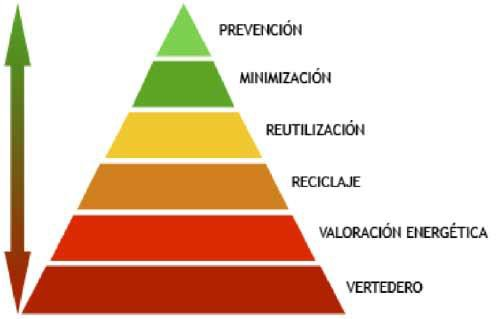 PREVENCIÓN
MINIMIZACIÓN
REUTILIZACIÓN
RECICLAJE
VALORACIÓN ENERGÉTICA
VERTEDERO